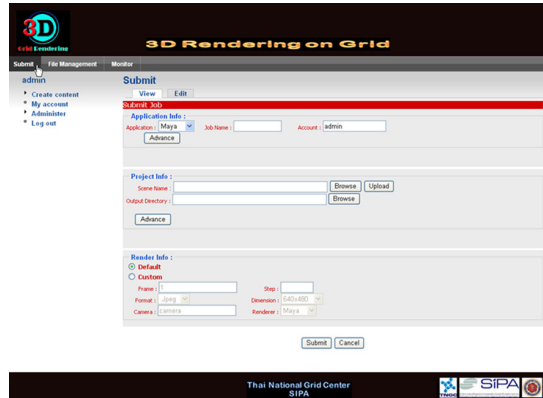 3D
Grid Rendering
3D Rendering on Grid
Submit File Management Monitor
admin
Create content
My account
Administer
Log out
Submit
View Edit
Submit Job
Application Info :
Application : Maya Job Name : Account : admin
Advance
Project Info :
Scene Name : Browse Upload
Output Directory : Browse
Advance
Render Info :
Default
Custom
Frame : 1 Step :
Format : Jpeg Dimension : 640x480
Camera : camera Renderer : Maya
Submit Cancel
Thai National Grid Center
SIPA
TNGC
SIPA